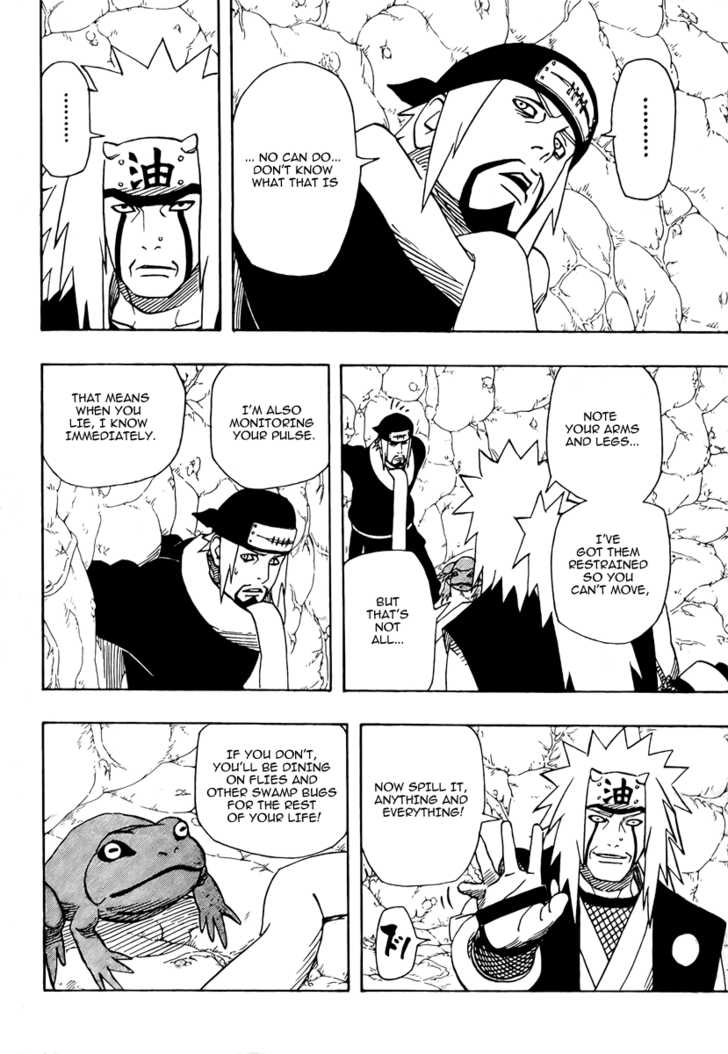 ......
... NO CAN DO...
DON'T KNOW
WHAT THAT IS
......
油
NOTE
YOUR ARMS
AND LEGS...
I'VE
GOT THEM
RESTRAINED
SO YOU
CAN'T MOVE,
BUT
THAT'S
NOT
ALL...
I'M ALSO
MONITORING
YOUR PULSE.
THAT MEANS
WHEN YOU
LIE, I KNOW
IMMEDIATELY.
油
NOW SPILL IT,
ANYTHING AND
EVERYTHING!
IF YOU DON'T,
YOU'LL BE DINING
ON FLIES AND
OTHER SWAMP BUGS
FOR THE REST
OF YOUR LIFE!